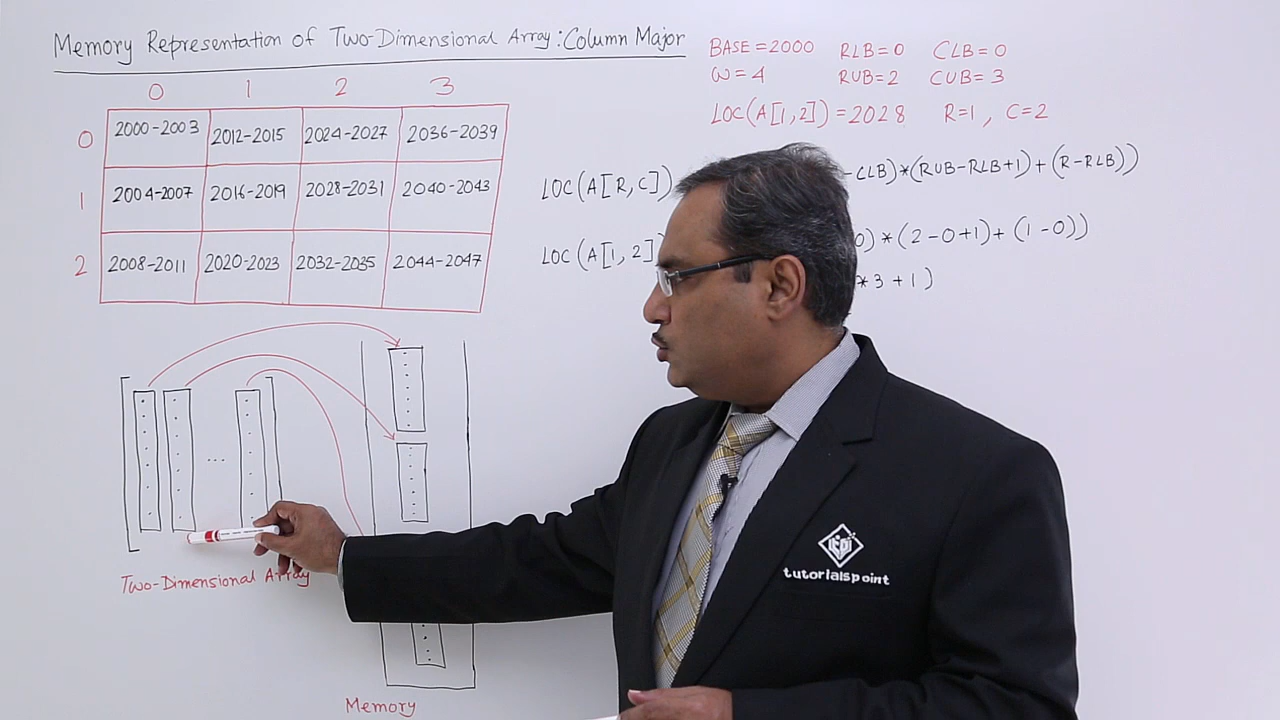 Memory Representation of Two-Dimensional Array: Column Major
BASE=2000 RLB=0 CLB=0
W=4 RUB=2 CUB=3
LOC(A[1,2])=2028 R=1, C=2
0 1 2 3
0 2000-2003 2012-2015 2024-2027 2036-2039
1 2004-2007 2016-2019 2028-2031 2040-2043
2 2008-2011 2020-2023 2032-2035 2044-2047
LOC(A[R,C]) -CLB)*(RUB-RLB+1)+(R-RLB))
LOC(A[1,2] 0)*(2-0+1)+(1-0))
*3+1)
...
Two-Dimensional Array
Memory
tutorialspoint